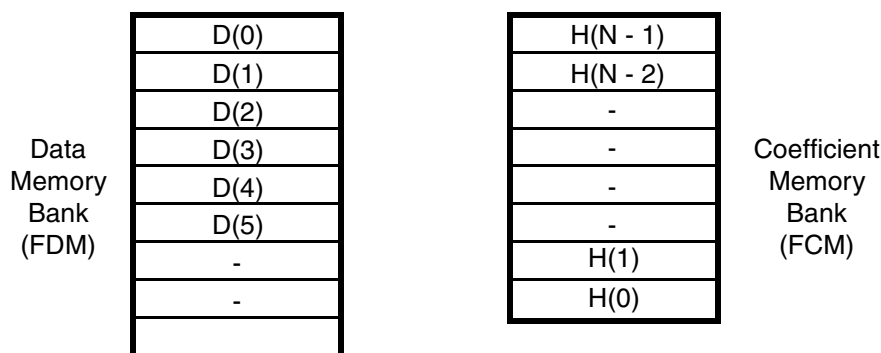 Data
Memory
Bank
(FDM)
D(0)
D(1)
D(2)
D(3)
D(4)
D(5)
-
-
H(N - 1)
H(N - 2)
-
-
-
-
H(1)
H(0)
Coefficient
Memory
Bank
(FCM)